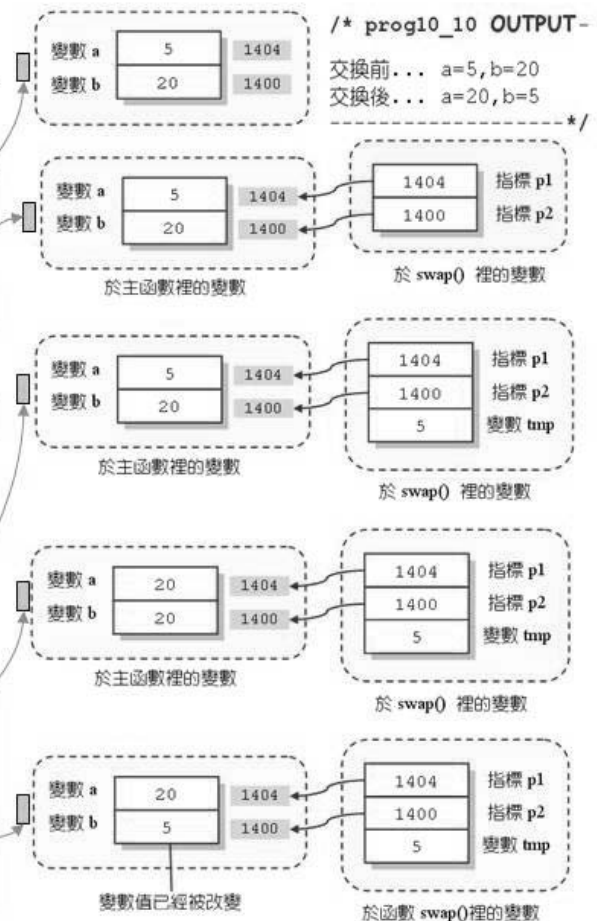 /* prog10_10 OUTPUT-
交換前... a=5,b=20
交換後... a=20,b=5
--------------------*/
變數 a 5 1404
變數 b 20 1400
變數 a 5 1404
變數 b 20 1400
於主函數裡的變數
1404 指標 p1
1400 指標 p2
於 swap() 裡的變數
變數 a 5 1404
變數 b 20 1400
於主函數裡的變數
1404 指標 p1
1400 指標 p2
5 變數 tmp
於 swap() 裡的變數
變數 a 20 1404
變數 b 20 1400
於主函數裡的變數
1404 指標 p1
1400 指標 p2
5 變數 tmp
於 swap() 裡的變數
變數 a 20 1404
變數 b 5 1400
變數值已經被改變
1404 指標 p1
1400 指標 p2
5 變數 tmp
於函數 swap()裡的變數